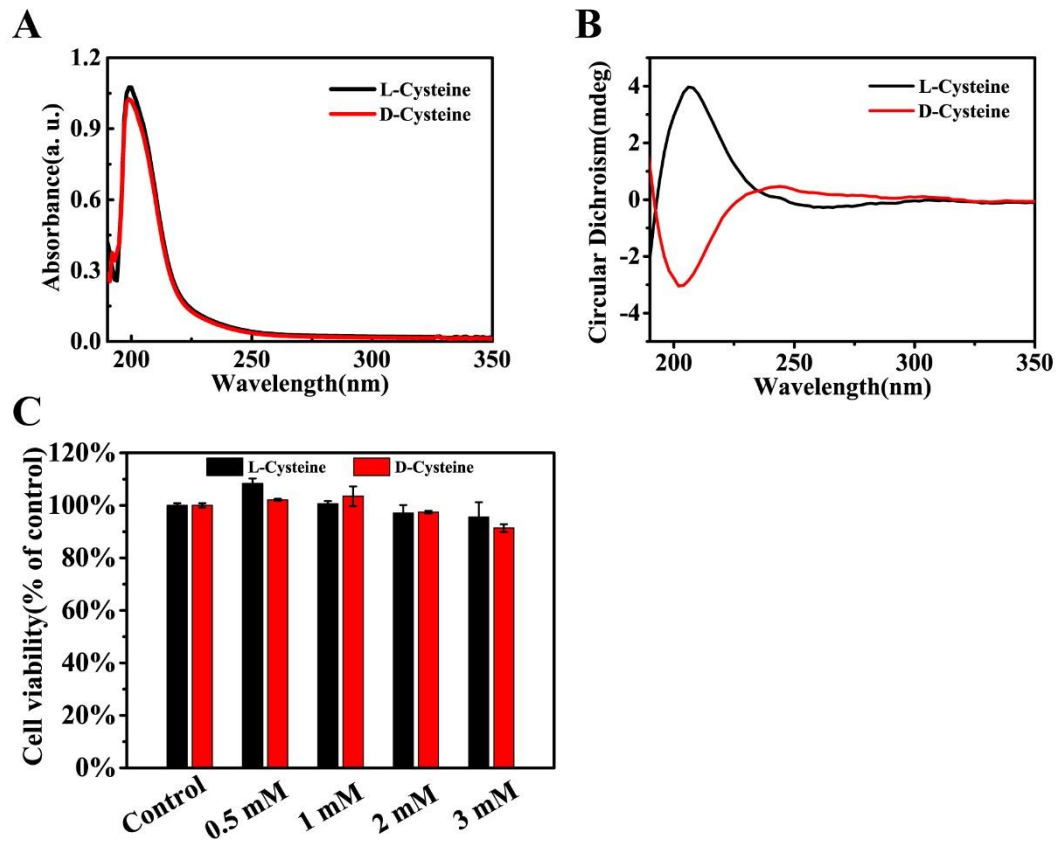 A
1.2
0.9
0.6
0.3
0.0
Absorbance(a. u.)
L-Cysteine
D-Cysteine
200 250 300 350
Wavelength(nm)
B
4
2
0
-2
-4
Circular Dichroism(mdeg)
L-Cysteine
D-Cysteine
200 250 300 350
Wavelength(nm)
C
120%
100%
80%
60%
40%
20%
0%
Cell viability(% of control)
L-Cysteine D-Cysteine
Control 0.5 mM 1 mM 2 mM 3 mM